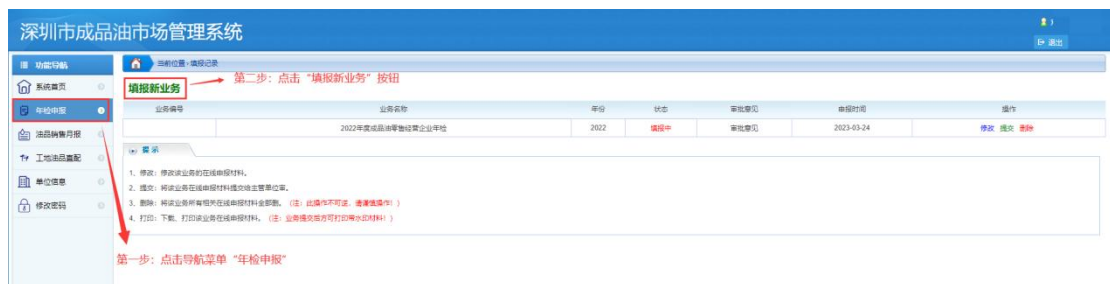 深圳市成品油市场管理系统
退出
功能导航
当前位置：填报记录
系统首页
填报新业务
第二步：点击“填报新业务”按钮
年检申报
业务编号 业务名称 年份 状态 审批意见 申报时间 操作
2022年度成品油零售经营企业年检 2022 填报中 审批意见 2023-03-24 修改 提交 删除
油品销售月报
提示
工地油品直配
1、修改：修改该业务的在线申报材料。
单位信息
2、提交：将该业务在线申报材料提交给主管单位审。
修改密码
3、删除：将该业务所有相关在线申报材料全部删。（注：此操作不可逆，请谨慎操作！）
4、打印：下载、打印该业务在线申报材料。（注：业务提交后方可打印带水印材料！）
第一步：点击导航菜单“年检申报”